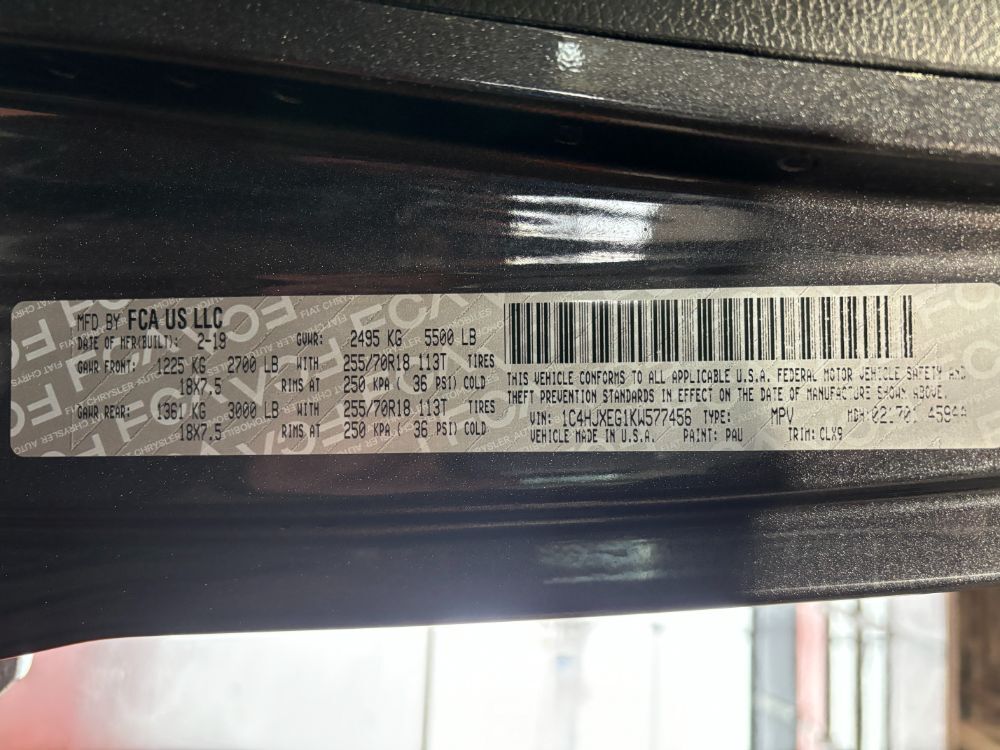 MFD BY FCA US LLC
DATE OF MFR(BUILT): 2-19 GVWR: 2495 KG 5500 LB
GAWR FRONT: 1225 KG 2700 LB WITH 255/70R18 113T TIRES
18X7.5 RIMS AT 250 KPA( 36 PSI) COLD
GAWR REAR: 1361 KG 3000 LB WITH 255/70R18 113T TIRES
18X7.5 RIMS AT 250 KPA( 36 PSI) COLD
THIS VEHICLE CONFORMS TO ALL APPLICABLE U.S.A. FEDERAL MOTOR VEHICLE SAFETY AND
THEFT PREVENTION STANDARDS IN EFFECT ON THE DATE OF MANUFACTURE SHOWN ABOVE.
VIN: 1C4HJXEG1KW577456 TYPE: MPV MDH:
VEHICLE MADE IN U.S.A. PAINT: PAU TRIM: CLX9